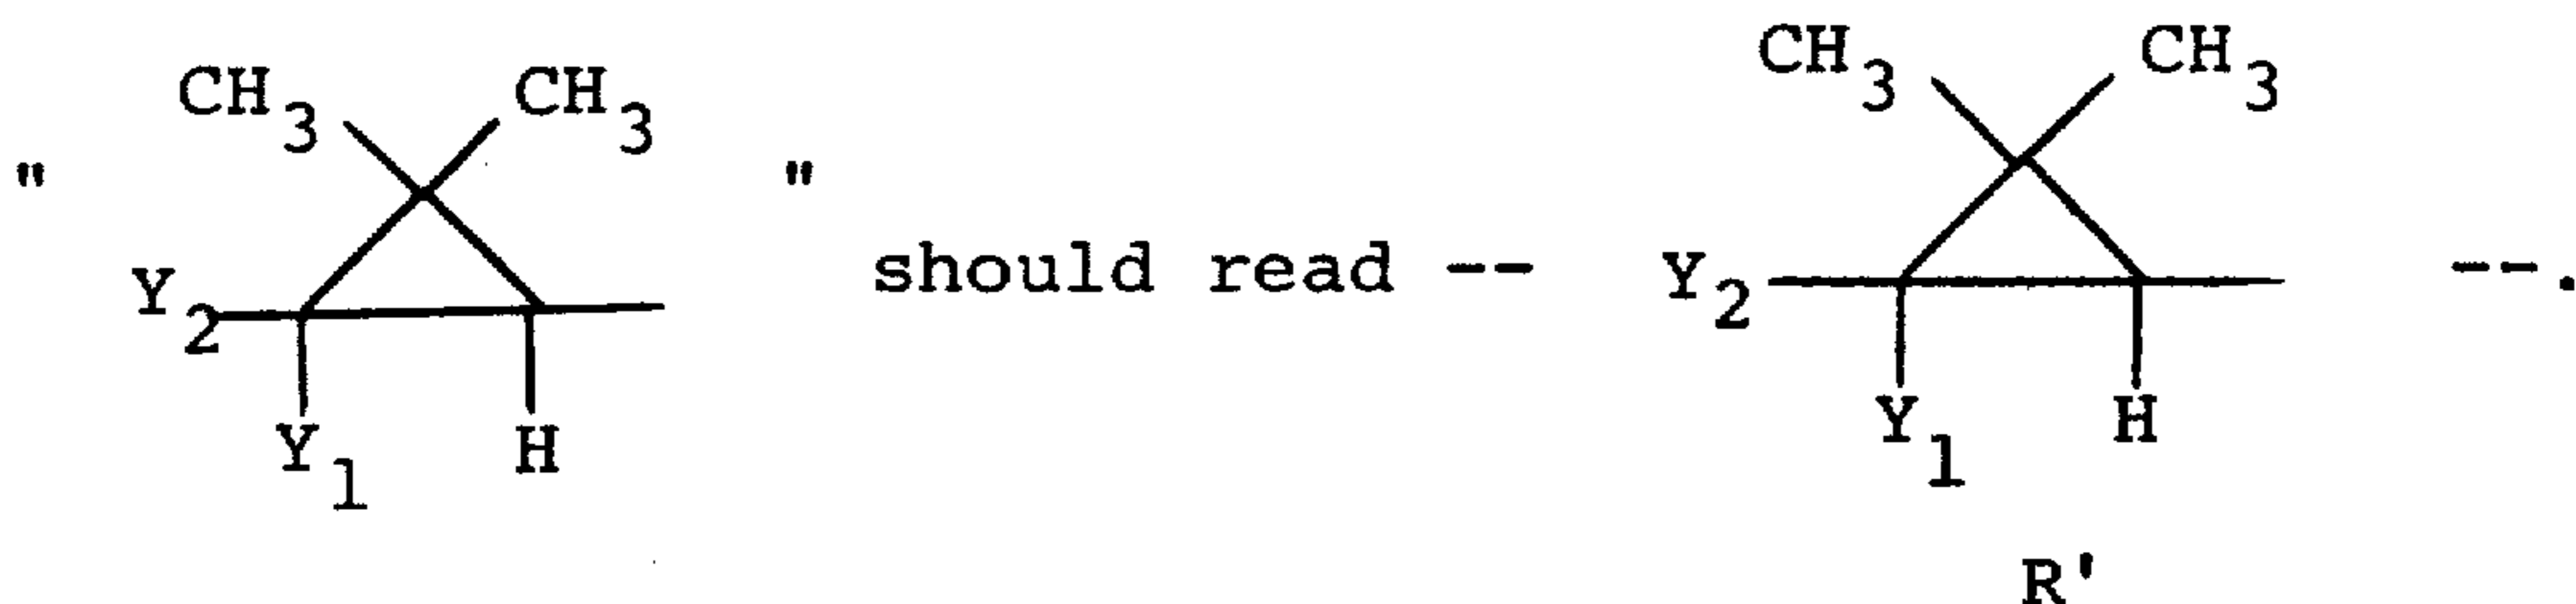 CH3 CH3 CH3 CH3
" " should read -- --.
Y2 Y2
Y1 H Y1 H
R'